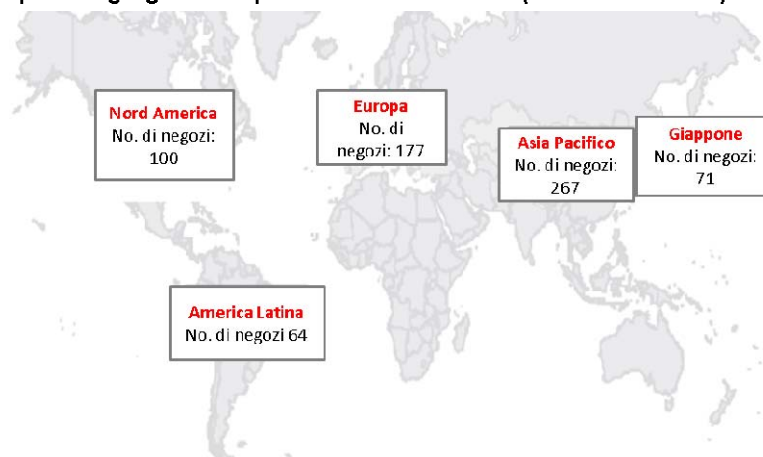 Nord America
No. di negozi:
100
Europa
No. di
negozi: 177
Asia Pacifico
No. di negozi:
267
Giappone
No. di negozi:
71
America Latina
No. di negozi 64